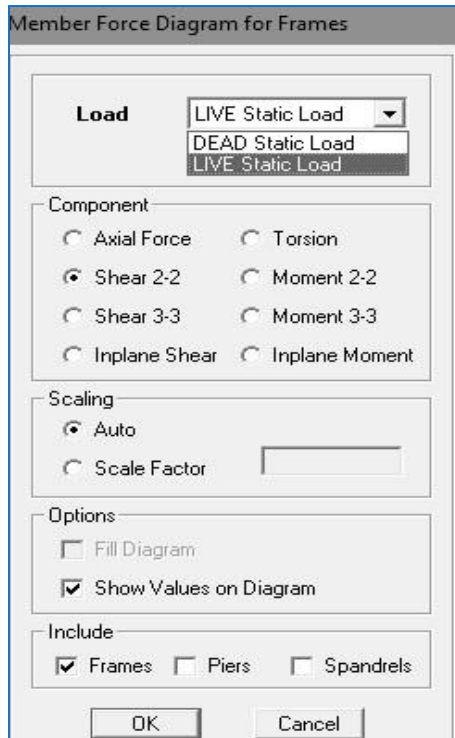 Member Force Diagram for Frames
Load LIVE Static Load
DEAD Static Load
LIVE Static Load
Component
Axial Force Torsion
Shear 2-2 Moment 2-2
Shear 3-3 Moment 3-3
Inplane Shear Inplane Moment
Scaling
Auto
Scale Factor
Options
Fill Diagram
Show Values on Diagram
Include
Frames Piers Spandrels
OK Cancel